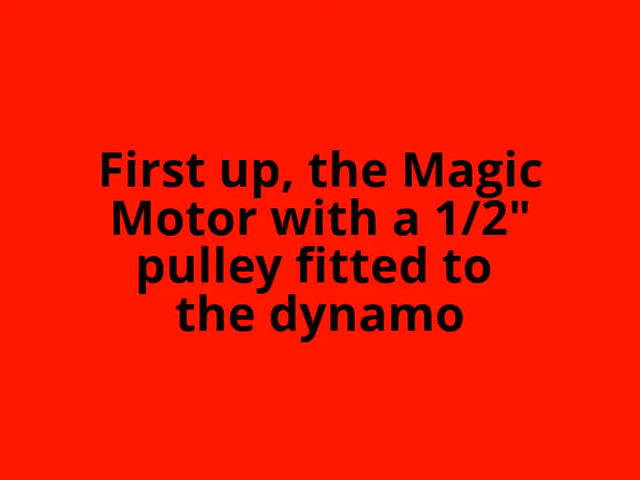 First up, the Magic
Motor with a 1/2"
pulley fitted to
the dynamo